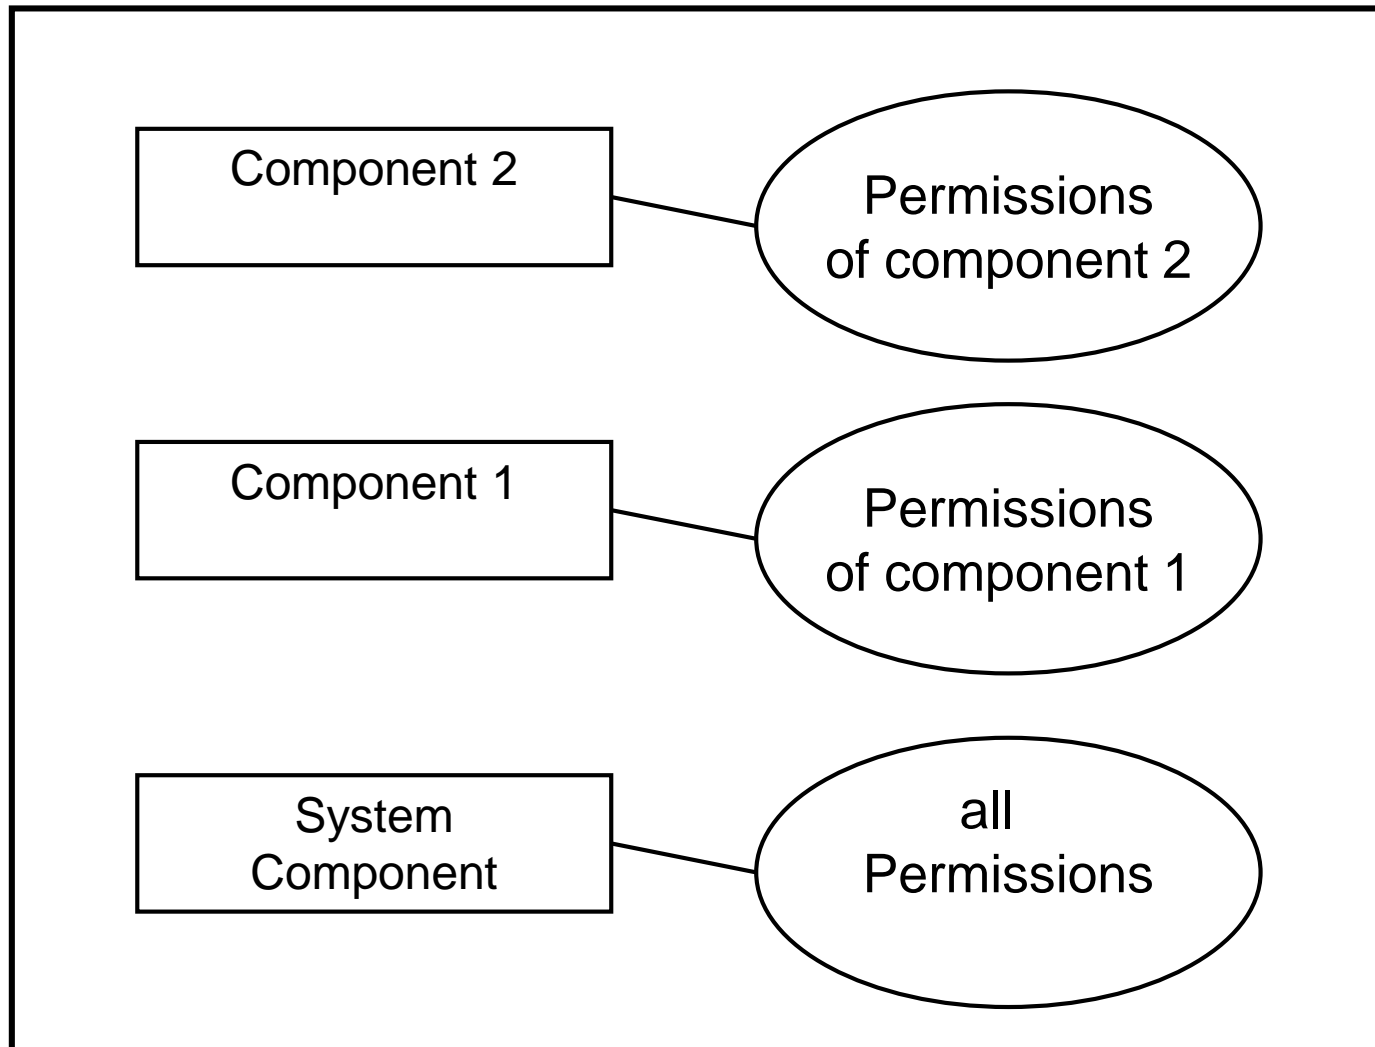 Component 2
Permissions
of component 2
Component 1
Permissions
of component 1
System
Component
all
Permissions